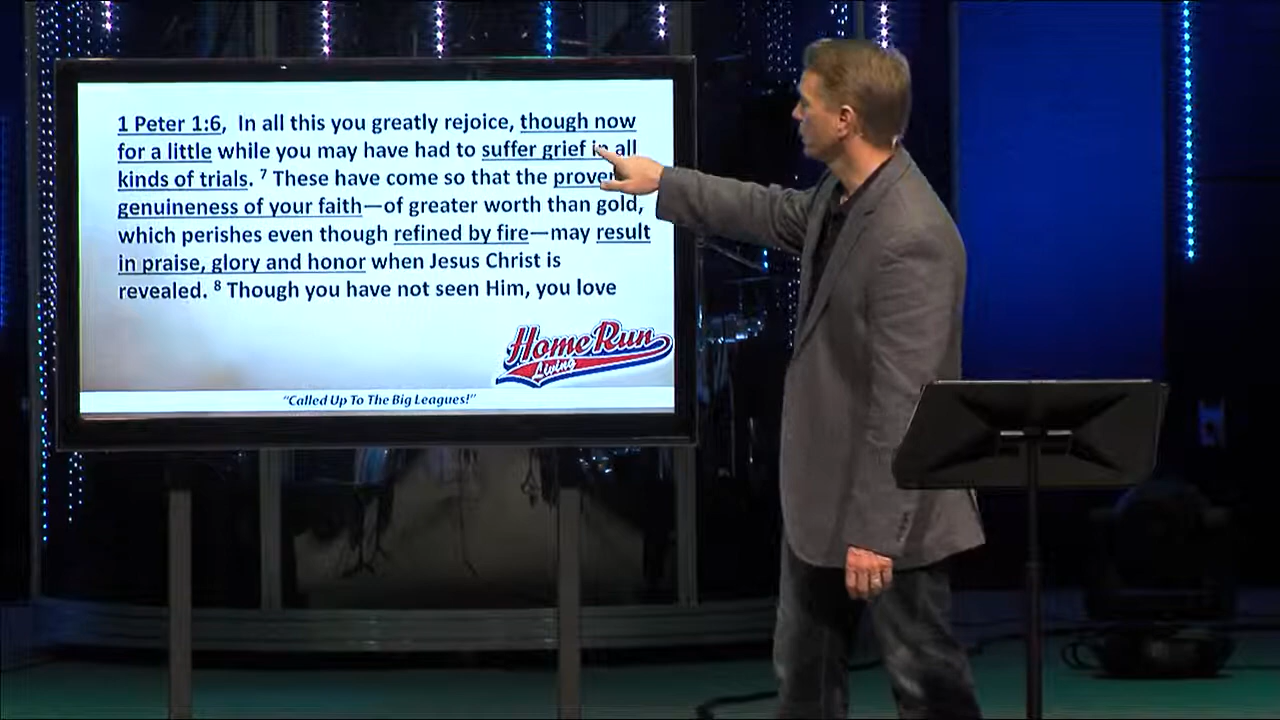 1 Peter 1:6, In all this you greatly rejoice, though now
for a little while you may have had to suffer grief in all
kinds of trials. ⁷ These have come so that the proven
genuineness of your faith—of greater worth than gold,
which perishes even though refined by fire—may result
in praise, glory and honor when Jesus Christ is
revealed. ⁸ Though you have not seen Him, you love
Home Run
Living
"Called Up To The Big Leagues!"